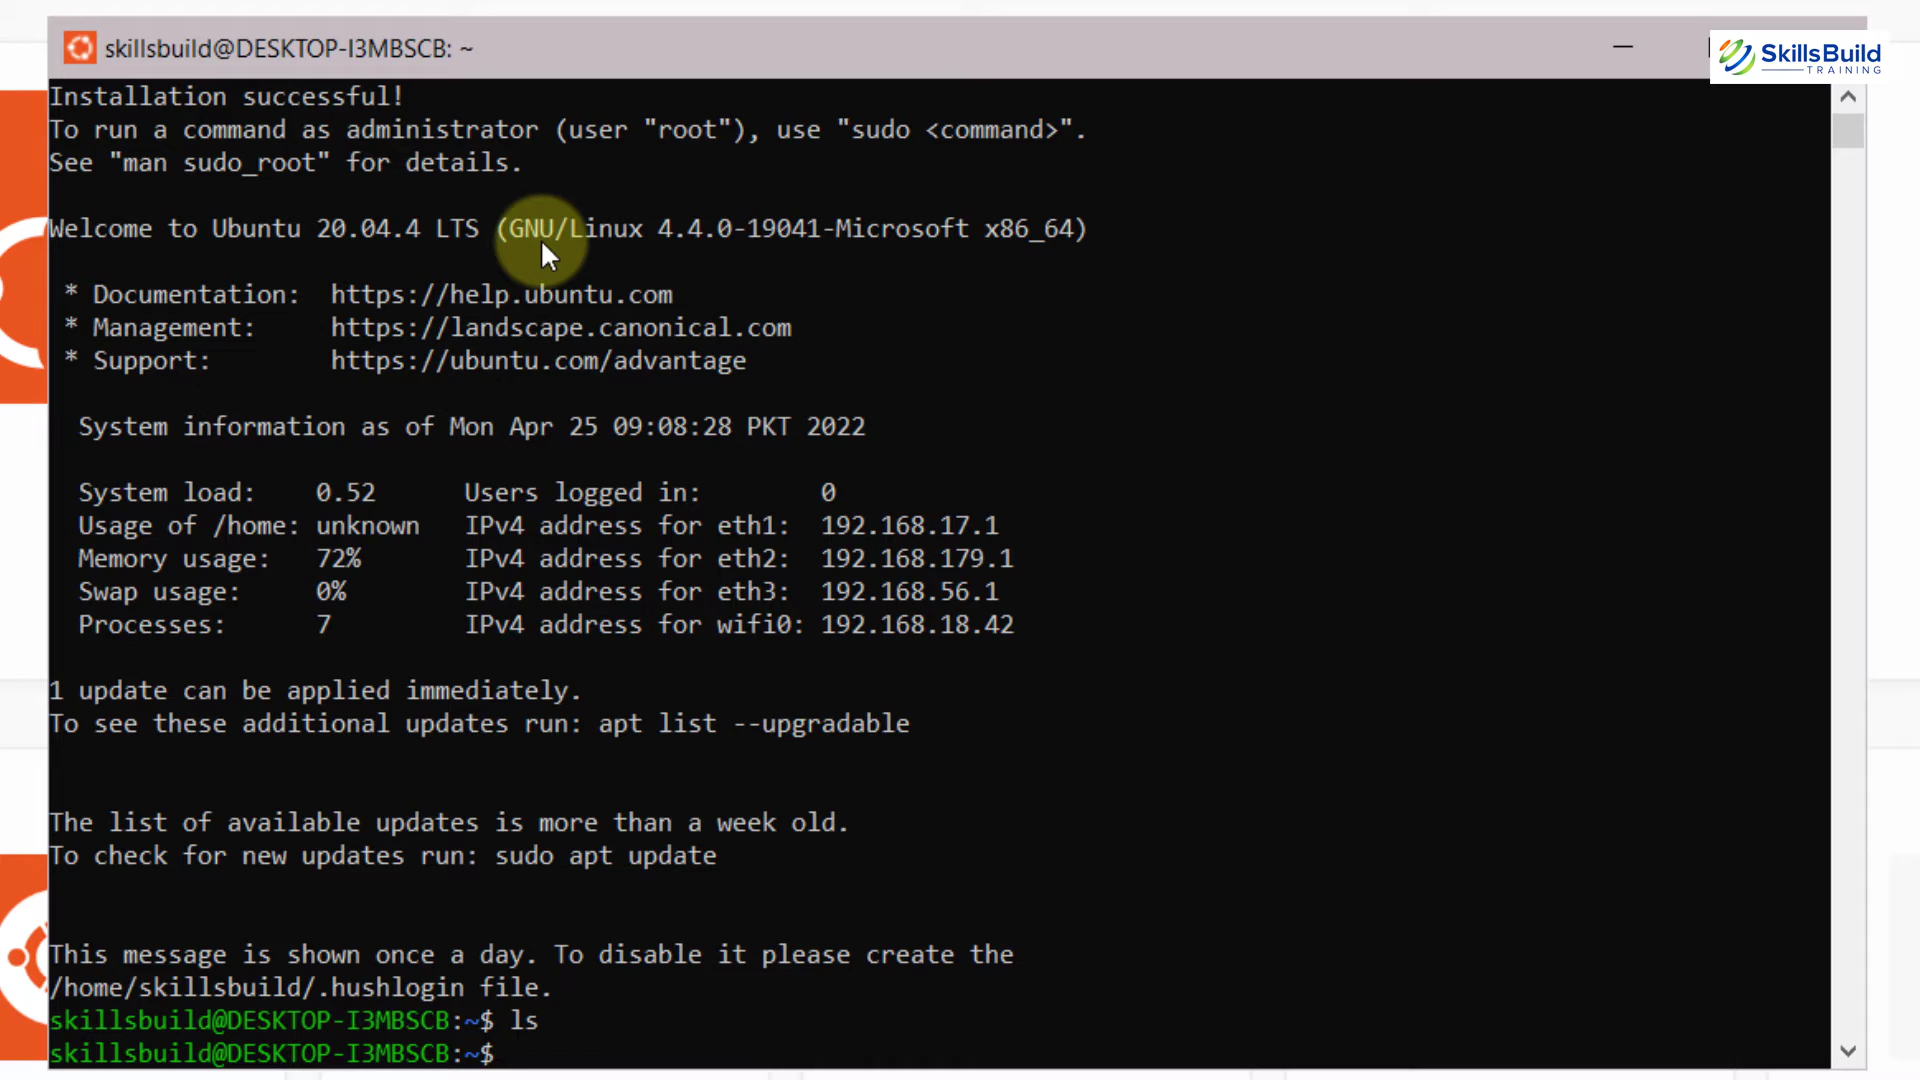 skillsbuild@DESKTOP-I3MBSCB: ~
SkillsBuild
TRAINING
Installation successful!
To run a command as administrator (user "root"), use "sudo <command>".
See "man sudo_root" for details.
Welcome to Ubuntu 20.04.4 LTS (GNU/Linux 4.4.0-19041-Microsoft x86_64)
* Documentation:  https://help.ubuntu.com
* Management:     https://landscape.canonical.com
* Support:        https://ubuntu.com/advantage
System information as of Mon Apr 25 09:08:28 PKT 2022
System load:    0.52      Users logged in:        0
Usage of /home: unknown   IPv4 address for eth1:  192.168.17.1
Memory usage:   72%       IPv4 address for eth2:  192.168.179.1
Swap usage:     0%        IPv4 address for eth3:  192.168.56.1
Processes:      7         IPv4 address for wifi0: 192.168.18.42
1 update can be applied immediately.
To see these additional updates run: apt list --upgradable
The list of available updates is more than a week old.
To check for new updates run: sudo apt update
This message is shown once a day. To disable it please create the
/home/skillsbuild/.hushlogin file.
skillsbuild@DESKTOP-I3MBSCB:~$ ls
skillsbuild@DESKTOP-I3MBSCB:~$